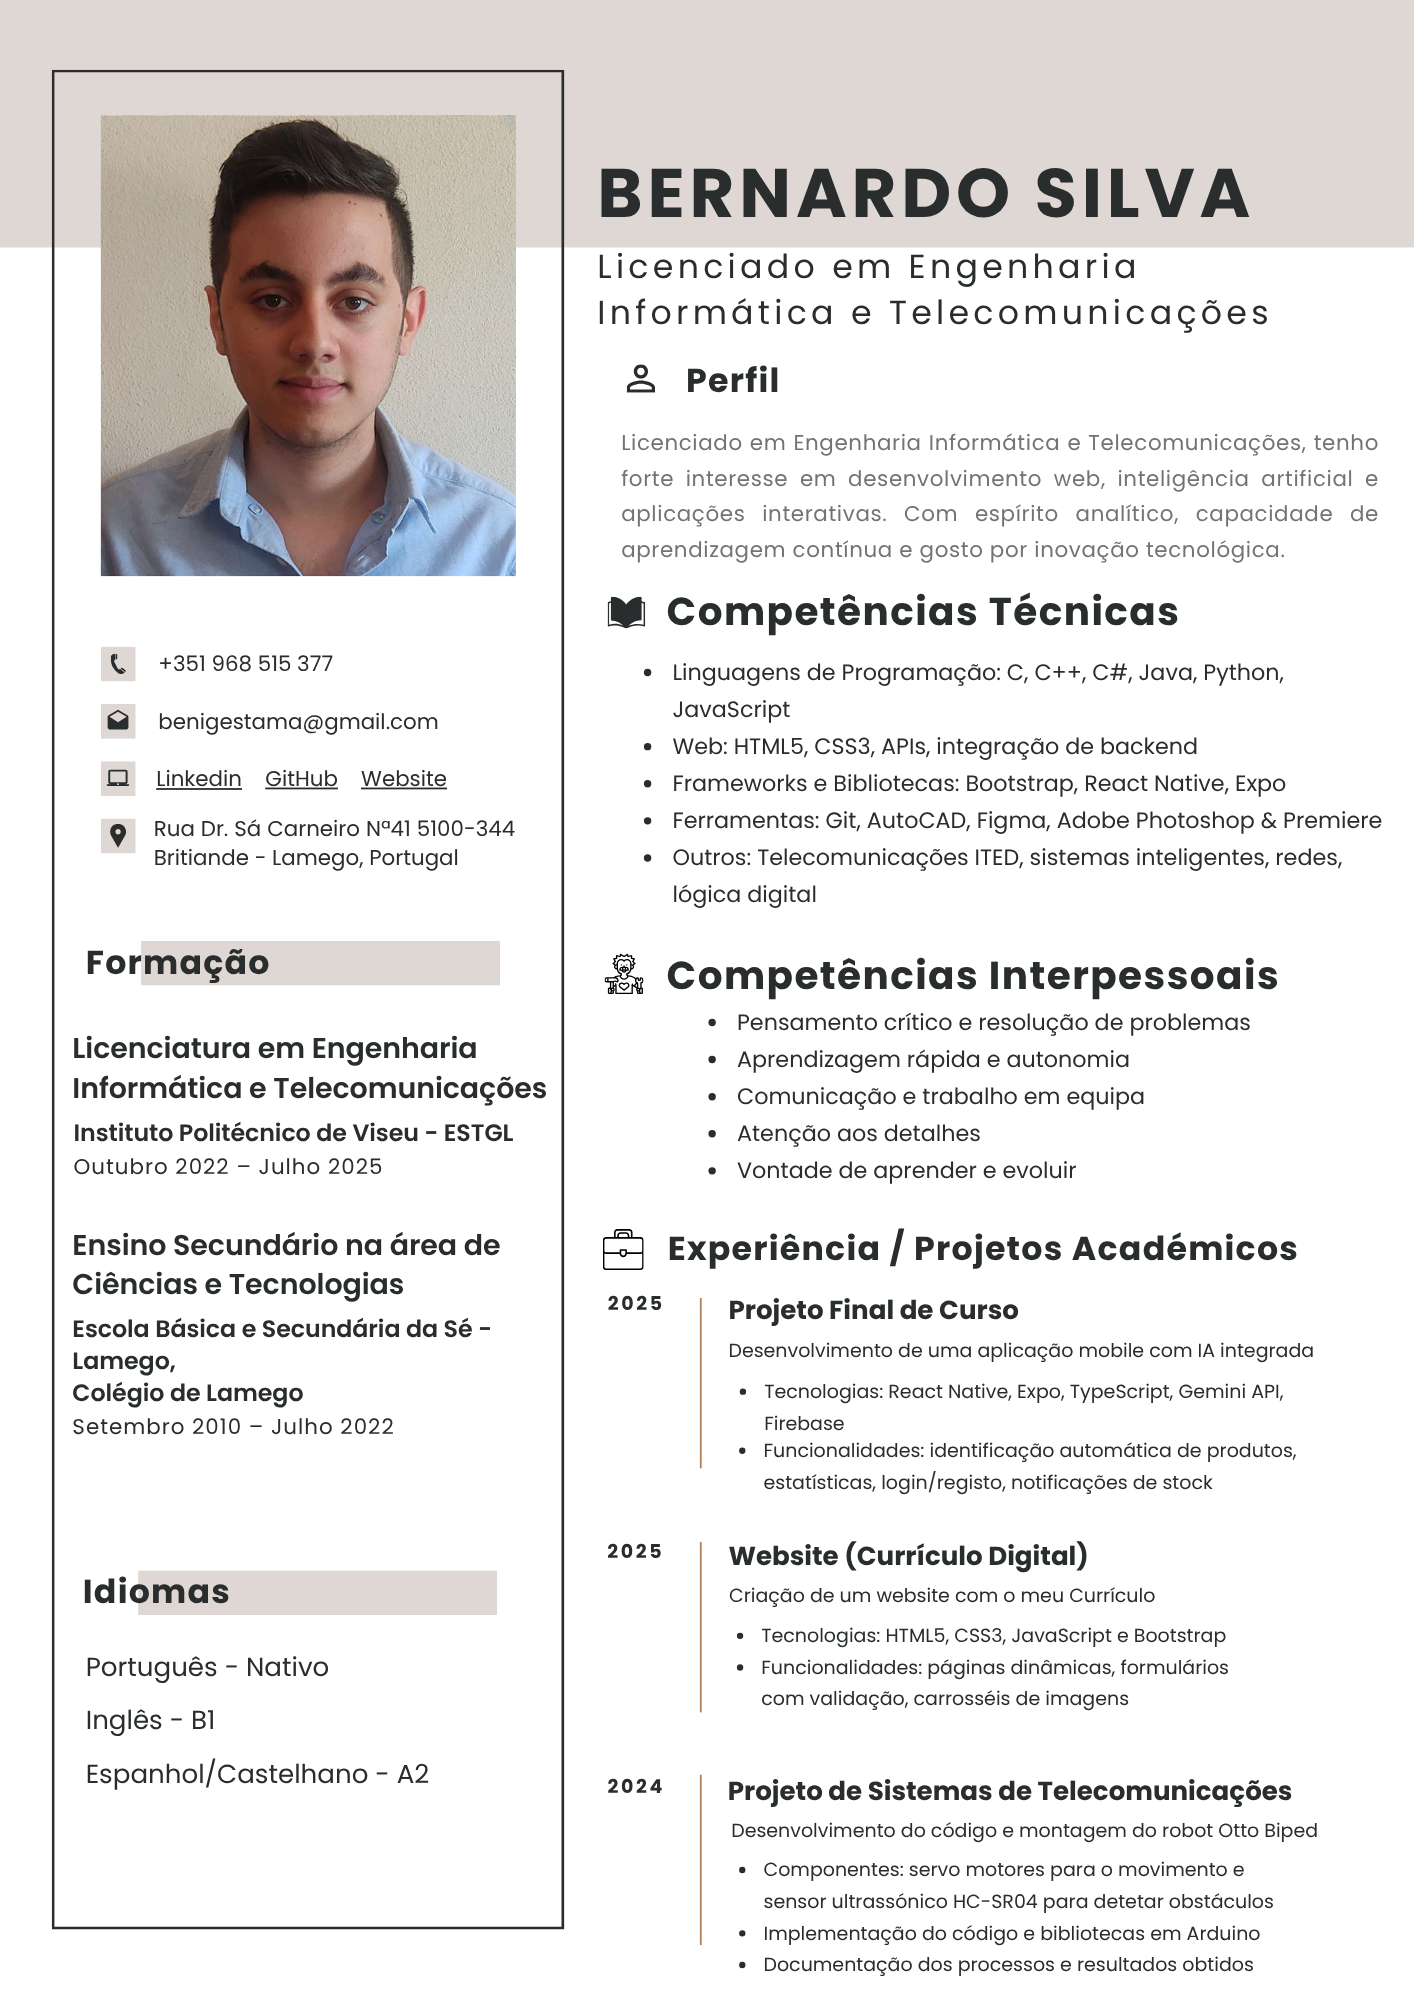 BERNARDO SILVA
Licenciado em Engenharia
Informática e Telecomunicações
+351 968 515 377
benigestama@gmail.com
Linkedin GitHub Website
Rua Dr. Sá Carneiro Nª41 5100-344
Britiande - Lamego, Portugal
Formação
Licenciatura em Engenharia
Informática e Telecomunicações
Instituto Politécnico de Viseu - ESTGL
Outubro 2022 – Julho 2025
Ensino Secundário na área de
Ciências e Tecnologias
Escola Básica e Secundária da Sé -
Lamego,
Colégio de Lamego
Setembro 2010 – Julho 2022
Idiomas
Português - Nativo
Inglês - B1
Espanhol/Castelhano - A2
Perfil
Licenciado em Engenharia Informática e Telecomunicações, tenho
forte interesse em desenvolvimento web, inteligência artificial e
aplicações interativas. Com espírito analítico, capacidade de
aprendizagem contínua e gosto por inovação tecnológica.
Competências Técnicas
• Linguagens de Programação: C, C++, C#, Java, Python,
JavaScript
• Web: HTML5, CSS3, APIs, integração de backend
• Frameworks e Bibliotecas: Bootstrap, React Native, Expo
• Ferramentas: Git, AutoCAD, Figma, Adobe Photoshop & Premiere
• Outros: Telecomunicações ITED, sistemas inteligentes, redes,
lógica digital
Competências Interpessoais
• Pensamento crítico e resolução de problemas
• Aprendizagem rápida e autonomia
• Comunicação e trabalho em equipa
• Atenção aos detalhes
• Vontade de aprender e evoluir
Experiência / Projetos Académicos
2025
Projeto Final de Curso
Desenvolvimento de uma aplicação mobile com IA integrada
• Tecnologias: React Native, Expo, TypeScript, Gemini API,
Firebase
• Funcionalidades: identificação automática de produtos,
estatísticas, login/registo, notificações de stock
2025
Website (Currículo Digital)
Criação de um website com o meu Currículo
• Tecnologias: HTML5, CSS3, JavaScript e Bootstrap
• Funcionalidades: páginas dinâmicas, formulários
com validação, carrosséis de imagens
2024
Projeto de Sistemas de Telecomunicações
Desenvolvimento do código e montagem do robot Otto Biped
• Componentes: servo motores para o movimento e
sensor ultrassónico HC-SR04 para detetar obstáculos
• Implementação do código e bibliotecas em Arduino
• Documentação dos processos e resultados obtidos